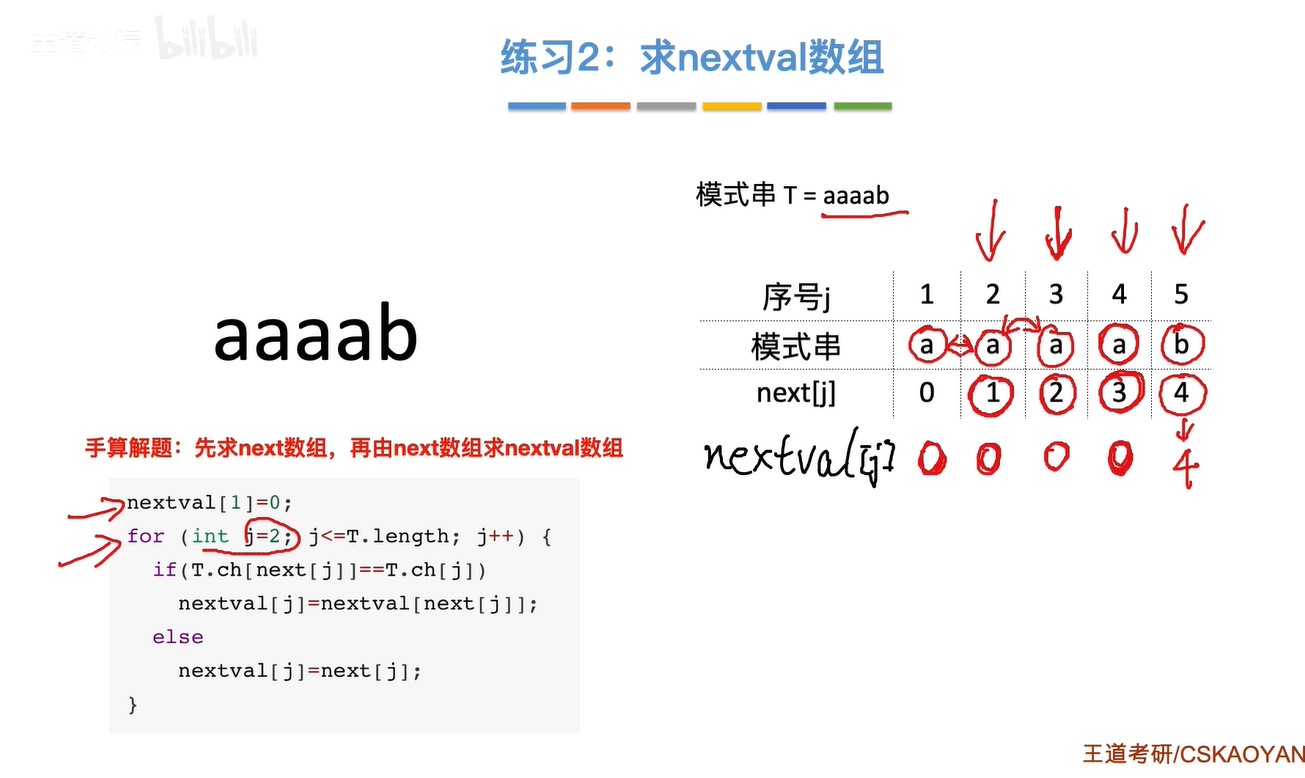 bilibili
练习2：求nextval数组
模式串 T = aaaab
aaaab
序号j 1 2 3 4 5
模式串 a a a a b
next[j] 0 1 2 3 4
nextval[j] 0 0 0 0 4
手算解题：先求next数组，再由next数组求nextval数组
nextval[1]=0;
for (int j=2; j<=T.length; j++) {
if(T.ch[next[j]]==T.ch[j])
nextval[j]=nextval[next[j]];
else
nextval[j]=next[j];
}
王道考研/CSKAOYAN